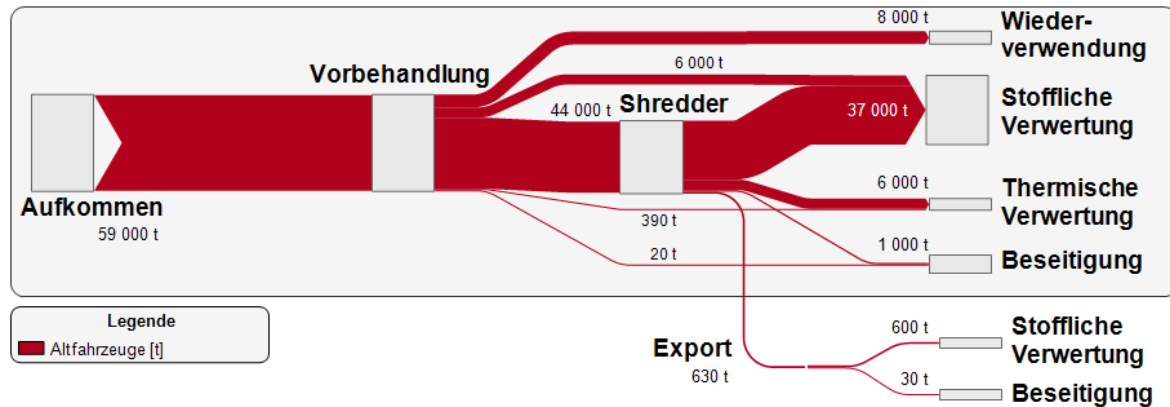 8 000 t
Wieder-
verwendung
Vorbehandlung
6 000 t
44 000 t
Shredder
37 000 t
Stoffliche
Verwertung
Aufkommen
59 000 t
6 000 t
Thermische
Verwertung
390 t
20 t
1 000 t
Beseitigung
Legende
Altfahrzeuge [t]
Export
630 t
600 t
Stoffliche
Verwertung
30 t
Beseitigung